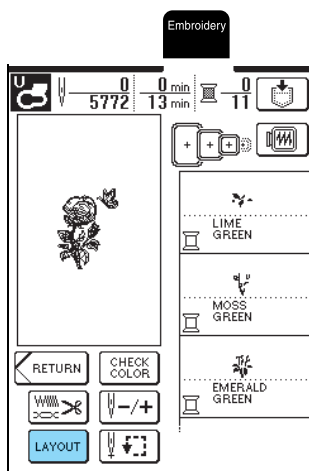 Embroidery
U
0 0 min 0
5772 13 min 11
LIME
GREEN
MOSS
GREEN
EMERALD
GREEN
RETURN CHECK
COLOR
-/+
LAYOUT